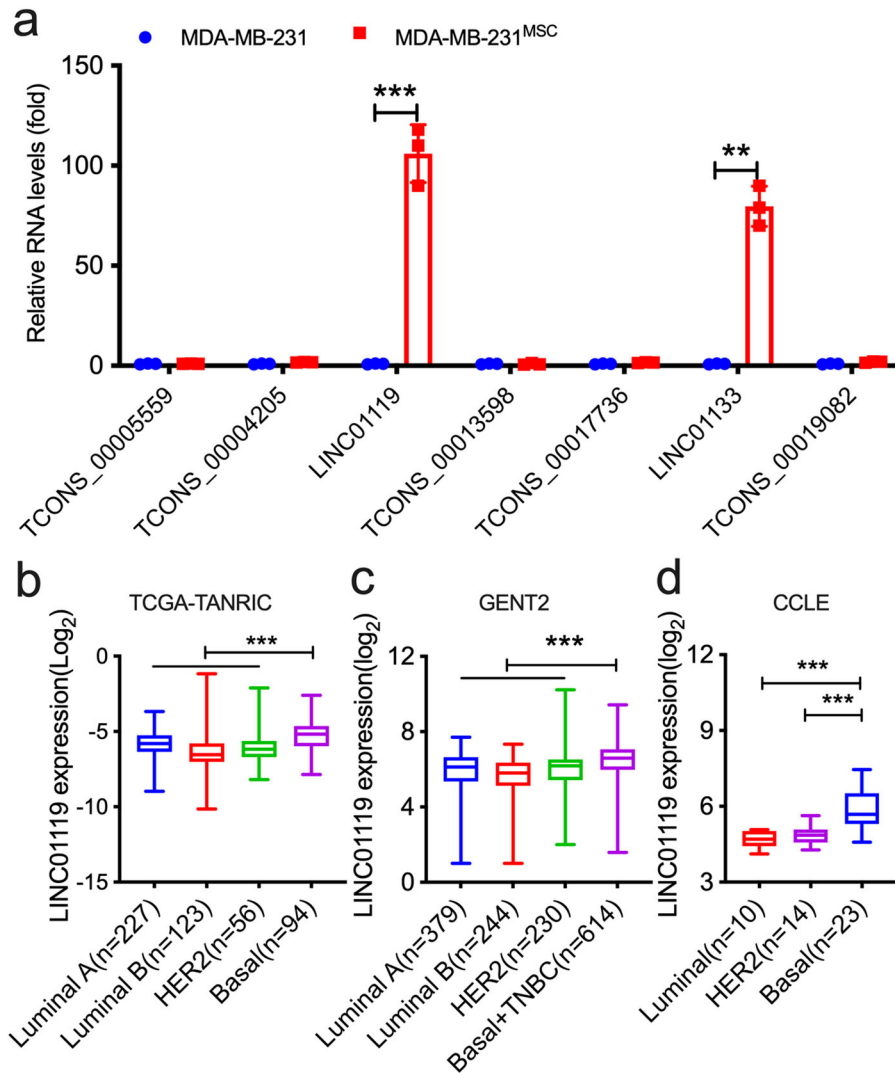 a
MDA-MB-231 MDA-MB-231MSC
Relative RNA levels (fold)
150
100
50
0
***
**
TCONS_00005559
TCONS_00004205
LINC01119
TCONS_00013598
TCONS_00017736
LINC01133
TCONS_00019082
b
TCGA-TANRIC
LINC01119 expression(Log2)
0
-5
-10
-15
***
Luminal A(n=227)
Luminal B(n=123)
HER2(n=56)
Basal(n=94)
c
GENT2
LINC01119 expression(log2)
12
8
4
0
***
Luminal A(n=379)
Luminal B(n=244)
HER2(n=230)
Basal+TNBC(n=614)
d
CCLE
LINC01119 expression(log2)
12
9
6
3
***
***
Luminal(n=10)
HER2(n=14)
Basal(n=23)